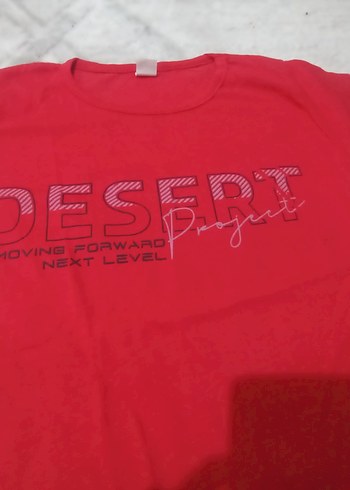 DESERT
Project
MOVING FORWARD
NEXT LEVEL